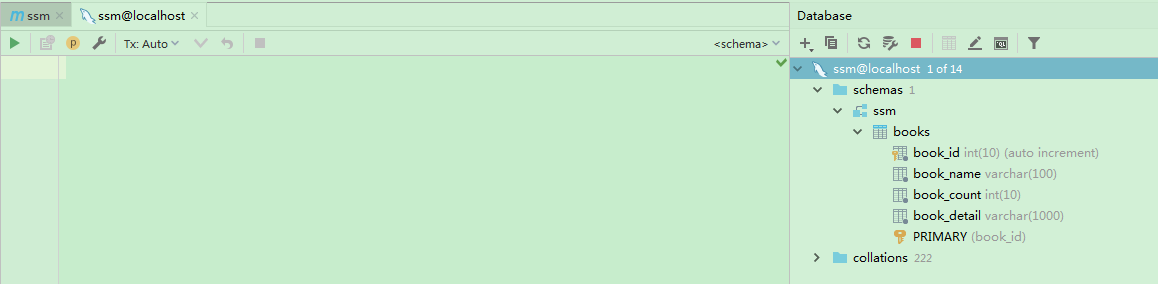 m ssm
ssm@localhost
Database
p
Tx: Auto
<schema>
ssm@localhost 1 of 14
schemas 1
ssm
books
book_id int(10) (auto increment)
book_name varchar(100)
book_count int(10)
book_detail varchar(1000)
PRIMARY (book_id)
collations 222